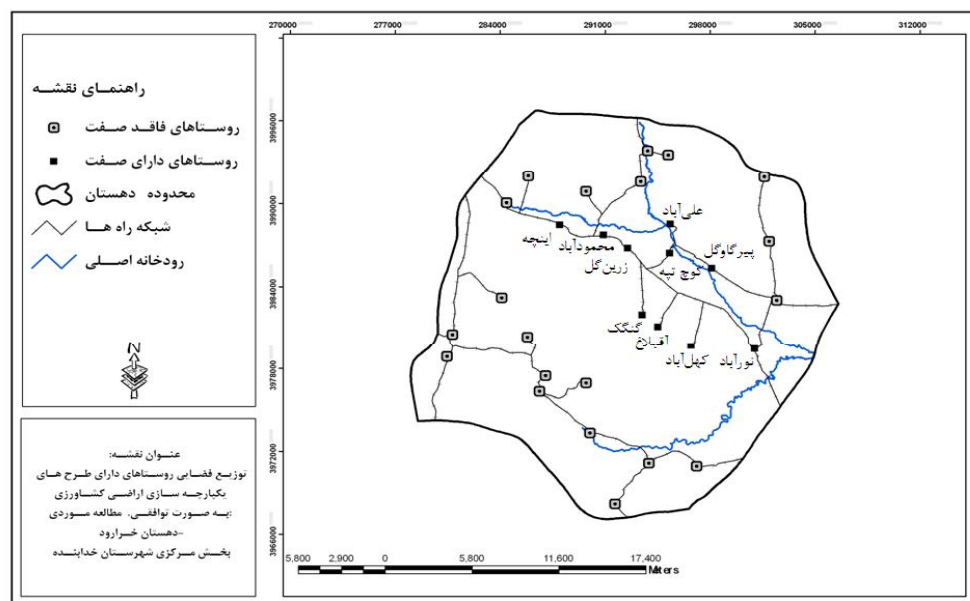 270000 277000 284000 291000 298000 305000 312000
راهنمای نقشه
روستاهای فاقد صفت
روستاهای دارای صفت
محدوده دهستان
شبکه راه ها
رودخانه اصلی
N
عنوان نقشه:
توزیع فضایی روستاهای دارای طرح های
یکپارچه سازی اراضی کشاورزی
:به صورت توافقی. مطالعه موردی
-دهستان خرارود
بخش مرکزی شهرستان خدابنده
3996000
3990000
3984000
3978000
3972000
3966000
علی‌آباد
اینچه
محمودآباد
زرین‌گل
کوچ تپه
پیرگاوگل
گنگک
آقبلاغ
کهل‌آباد
نورآباد
5,800 2,900 0 5,800 11,600 17,400
Meters